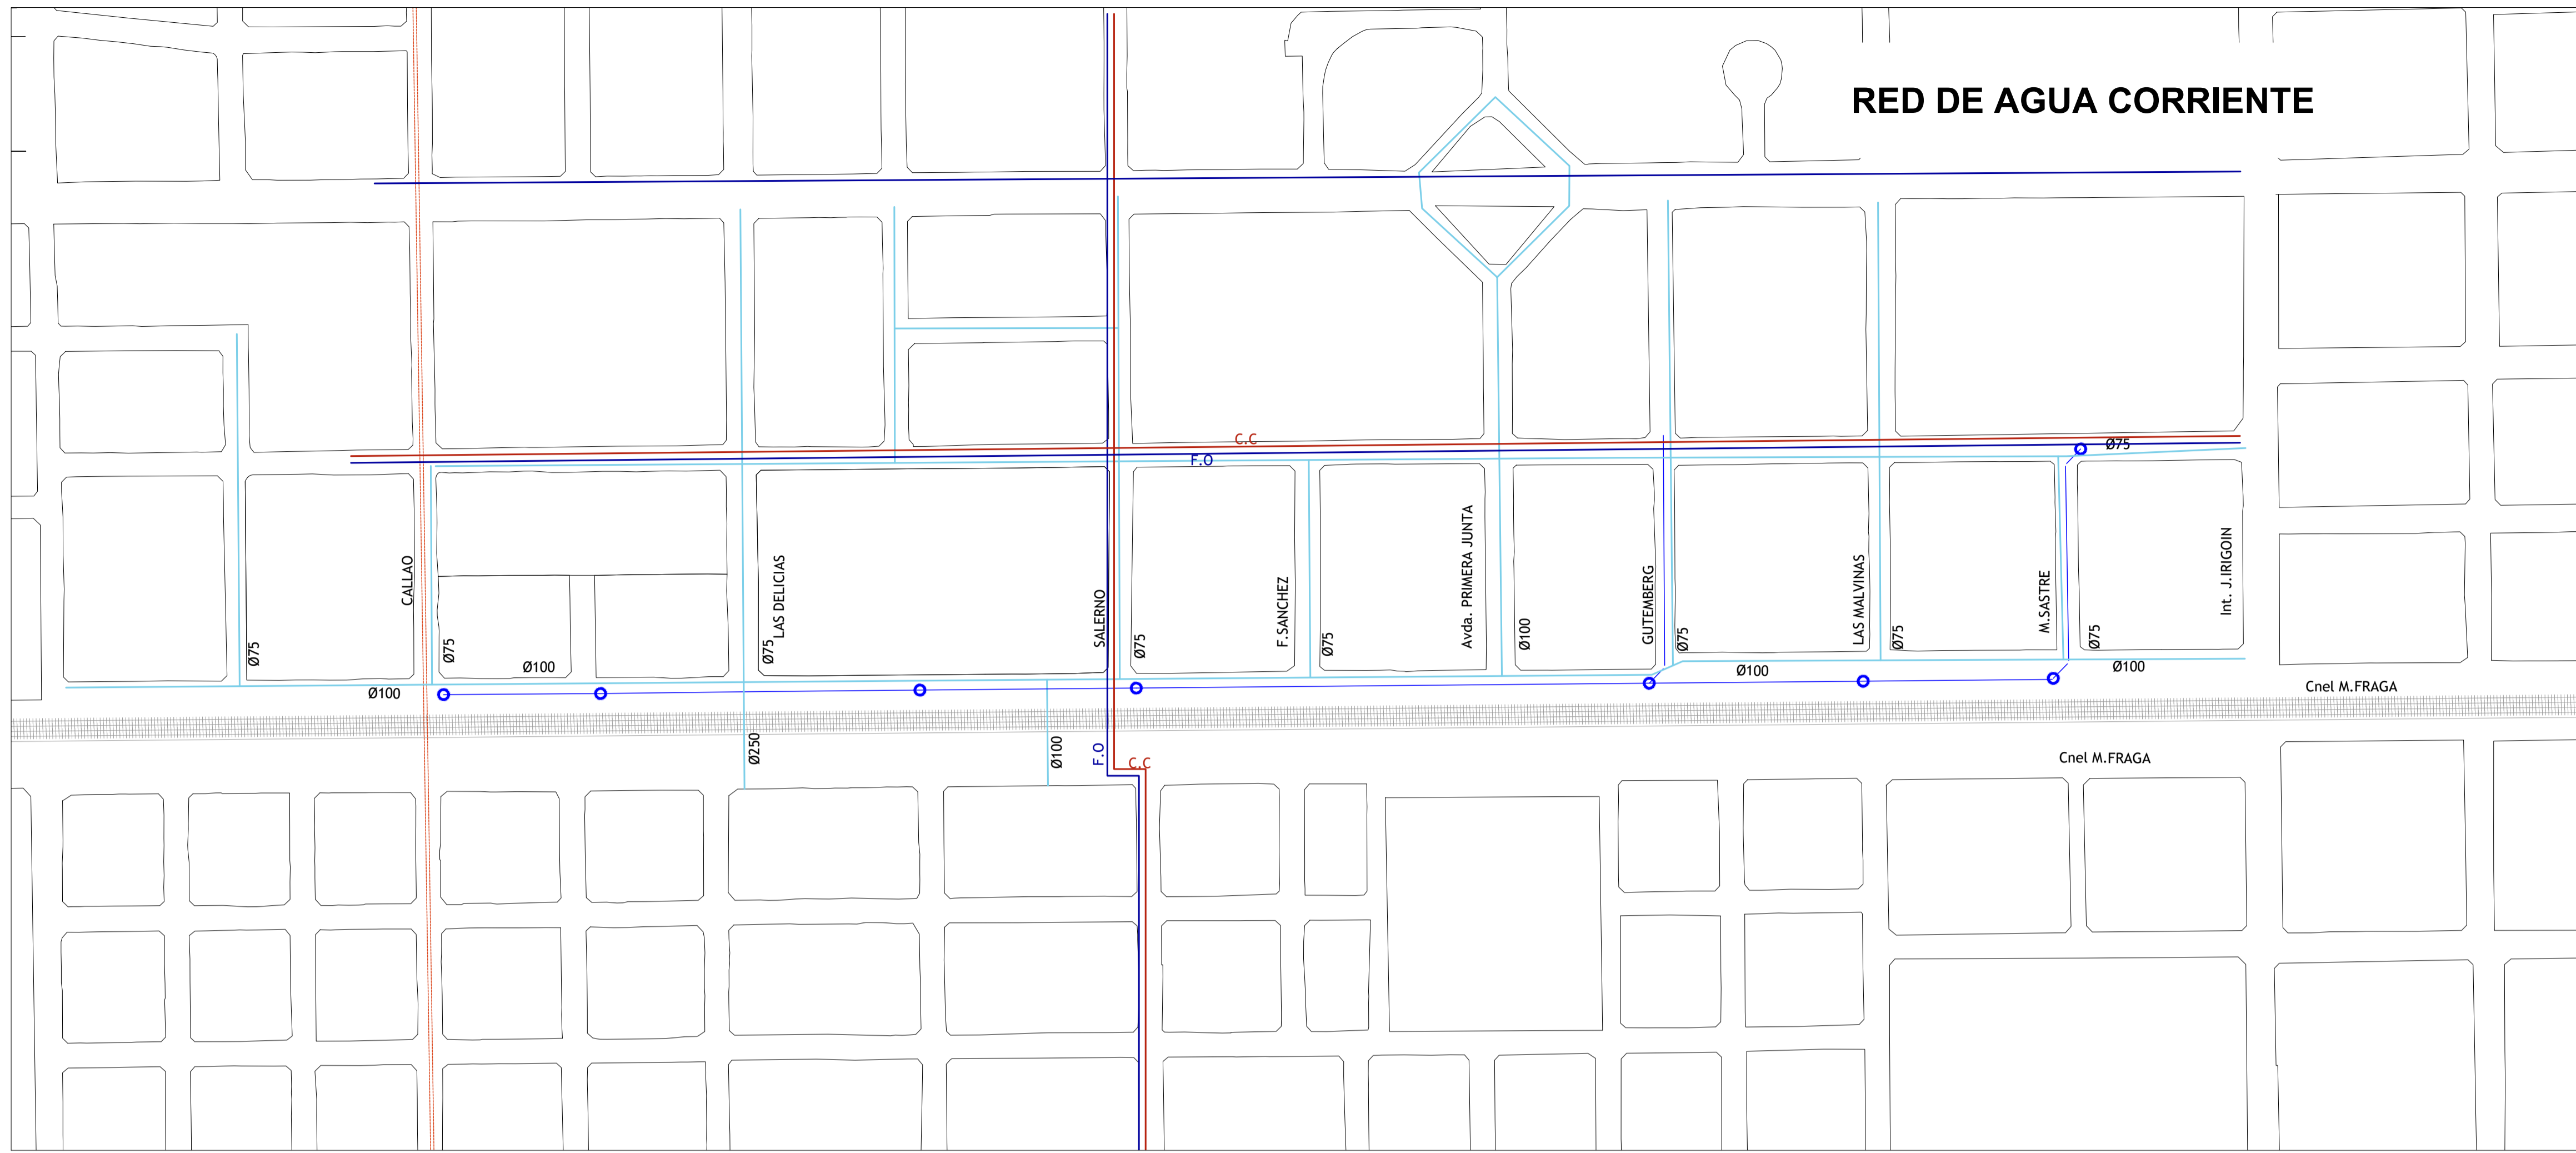 RED DE AGUA CORRIENTE
C.C
F.O
Ø75
CALLAO
LAS DELICIAS
SALERNO
F.SANCHEZ
Avda. PRIMERA JUNTA
GUTEMBERG
LAS MALVINAS
M.SASTRE
Int. J.IRIGOIN
Ø75
Ø75
Ø75
Ø75
Ø75
Ø100
Ø75
Ø75
Ø75
Ø100
Ø100
Ø100
Ø100
Cnel M.FRAGA
Ø250
Ø100
F.O
C.C
Cnel M.FRAGA